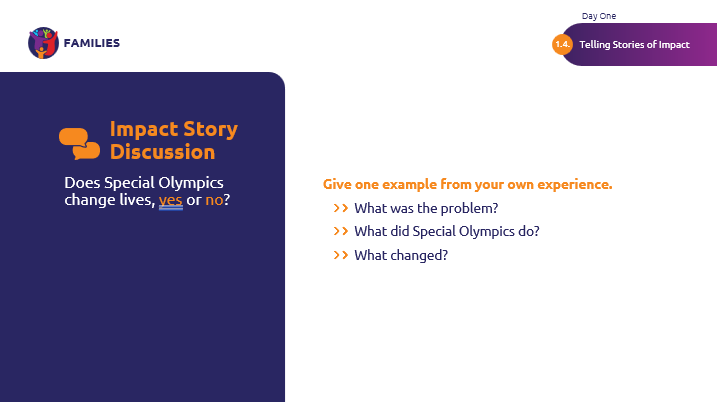 Day One
FAMILIES
1.4. Telling Stories of Impact
Impact Story
Discussion
Does Special Olympics
change lives, yes or no?
Give one example from your own experience.
>> What was the problem?
>> What did Special Olympics do?
>> What changed?